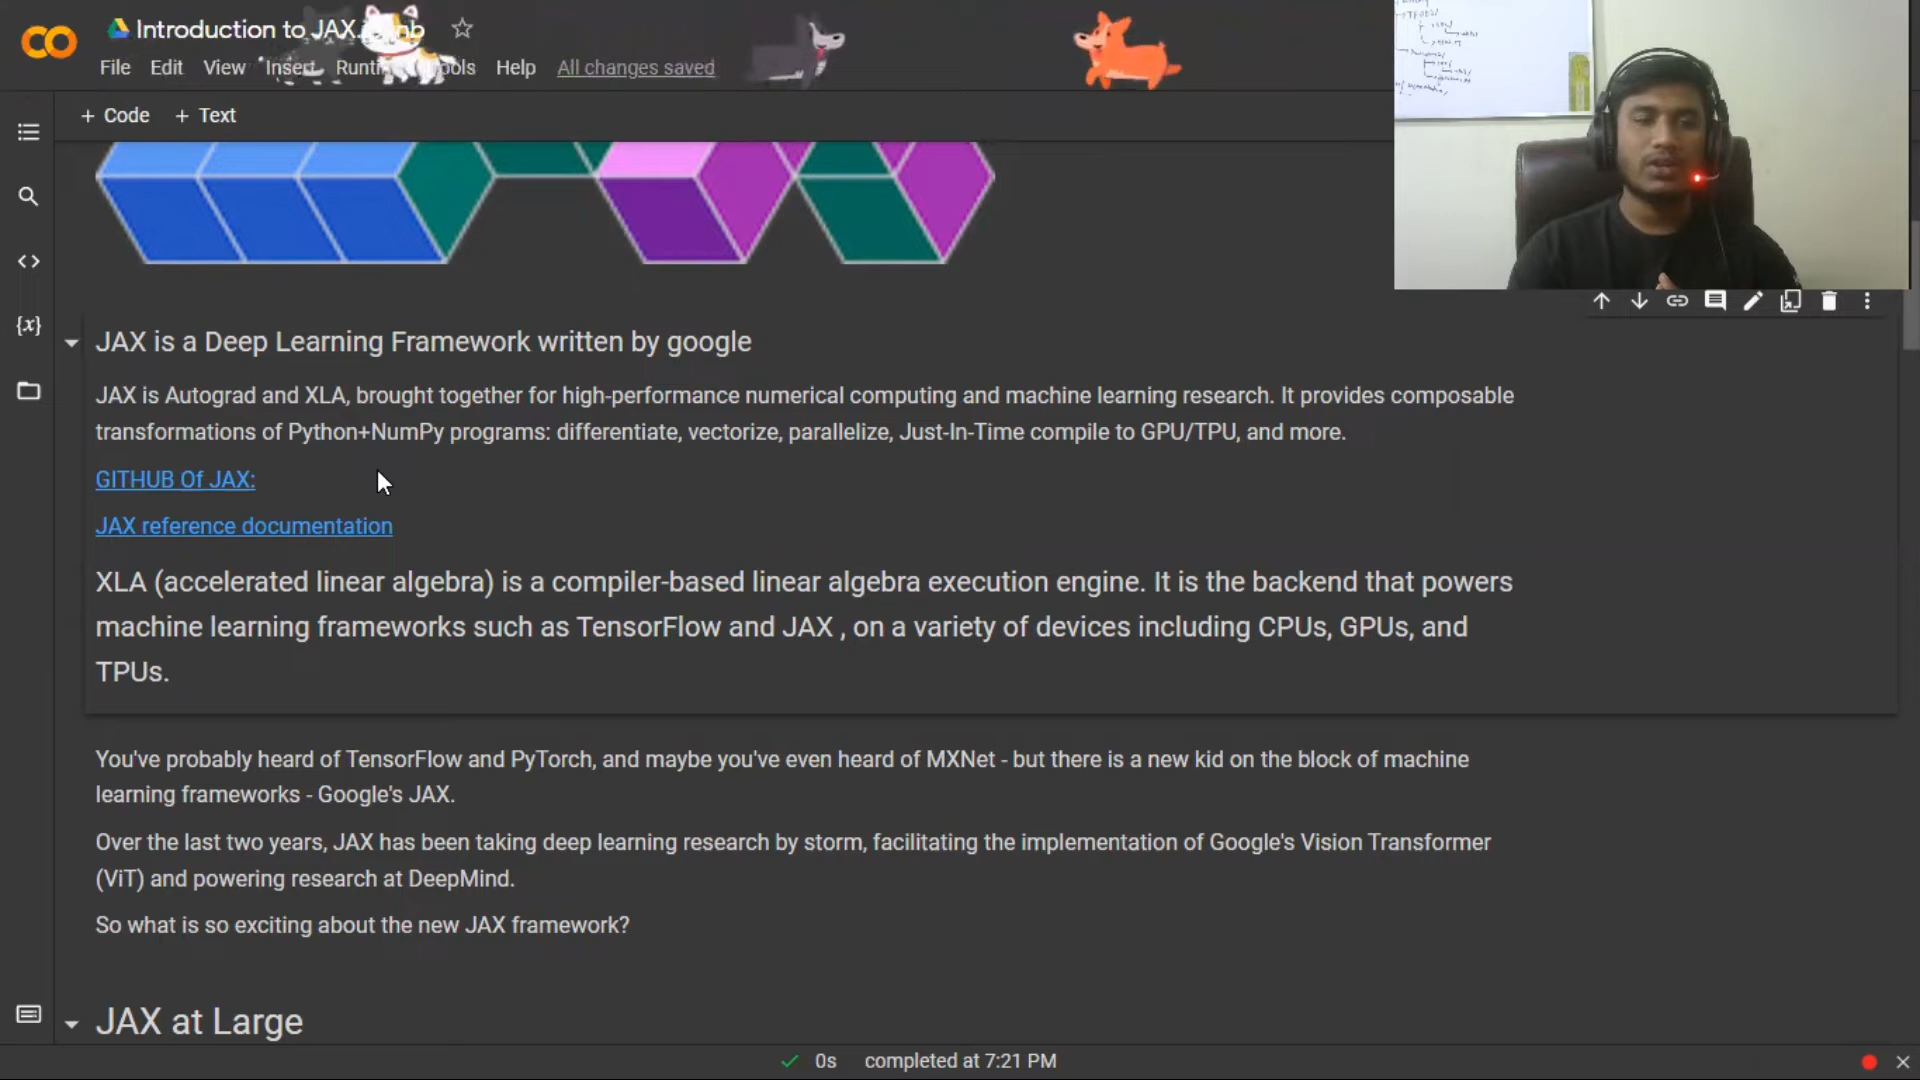 Introduction to JAX.
File Edit View Insert Help All changes saved
+ Code + Text
JAX is a Deep Learning Framework written by google
JAX is Autograd and XLA, brought together for high-performance numerical computing and machine learning research. It provides composable
transformations of Python+NumPy programs: differentiate, vectorize, parallelize, Just-In-Time compile to GPU/TPU, and more.
GITHUB Of JAX:
JAX reference documentation
XLA (accelerated linear algebra) is a compiler-based linear algebra execution engine. It is the backend that powers
machine learning frameworks such as TensorFlow and JAX , on a variety of devices including CPUs, GPUs, and
TPUs.
You've probably heard of TensorFlow and PyTorch, and maybe you've even heard of MXNet - but there is a new kid on the block of machine
learning frameworks - Google's JAX.
Over the last two years, JAX has been taking deep learning research by storm, facilitating the implementation of Google's Vision Transformer
(ViT) and powering research at DeepMind.
So what is so exciting about the new JAX framework?
JAX at Large
0s completed at 7:21 PM